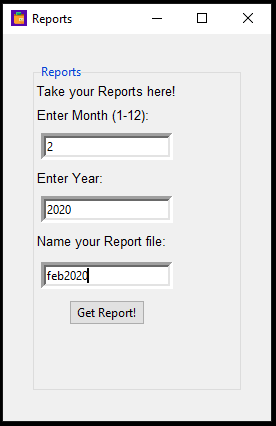 Reports
Reports
Take your Reports here!
Enter Month (1-12):
2
Enter Year:
2020
Name your Report file:
feb2020
Get Report!